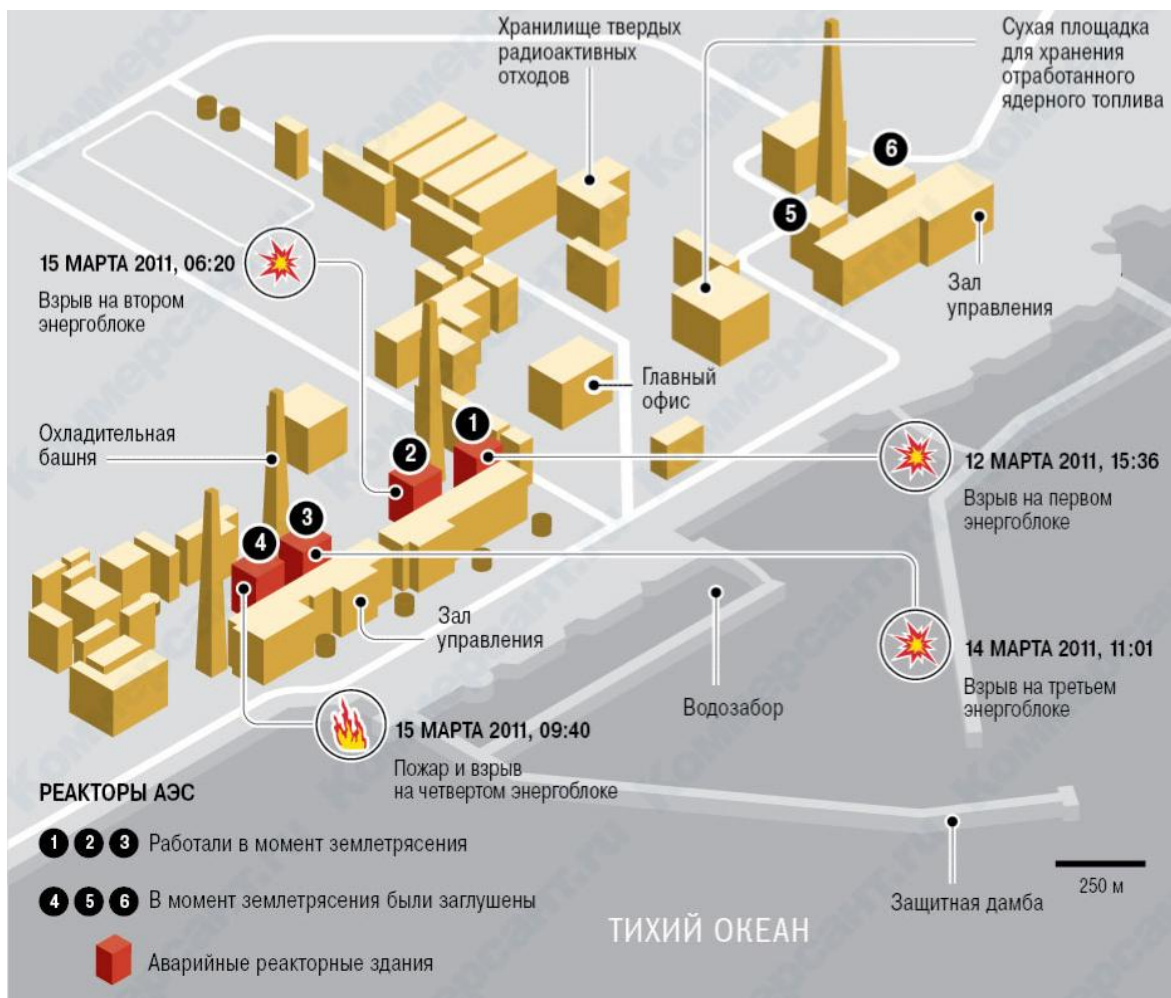 Хранилище твердых
радиоактивных
отходов
Сухая площадка
для хранения
отработанного
ядерного топлива
6
5
15 МАРТА 2011, 06:20
Взрыв на втором
энергоблоке
Зал
управления
Главный
офис
Охладительная
башня
1
2
3
4
12 МАРТА 2011, 15:36
Взрыв на первом
энергоблоке
Зал
управления
14 МАРТА 2011, 11:01
Взрыв на третьем
энергоблоке
Водозабор
15 МАРТА 2011, 09:40
Пожар и взрыв
на четвертом энергоблоке
РЕАКТОРЫ АЭС
1 2 3 Работали в момент землетрясения
4 5 6 В момент землетрясения были заглушены
Аварийные реакторные здания
250 м
Защитная дамба
ТИХИЙ ОКЕАН
Коммерсантъ.ru